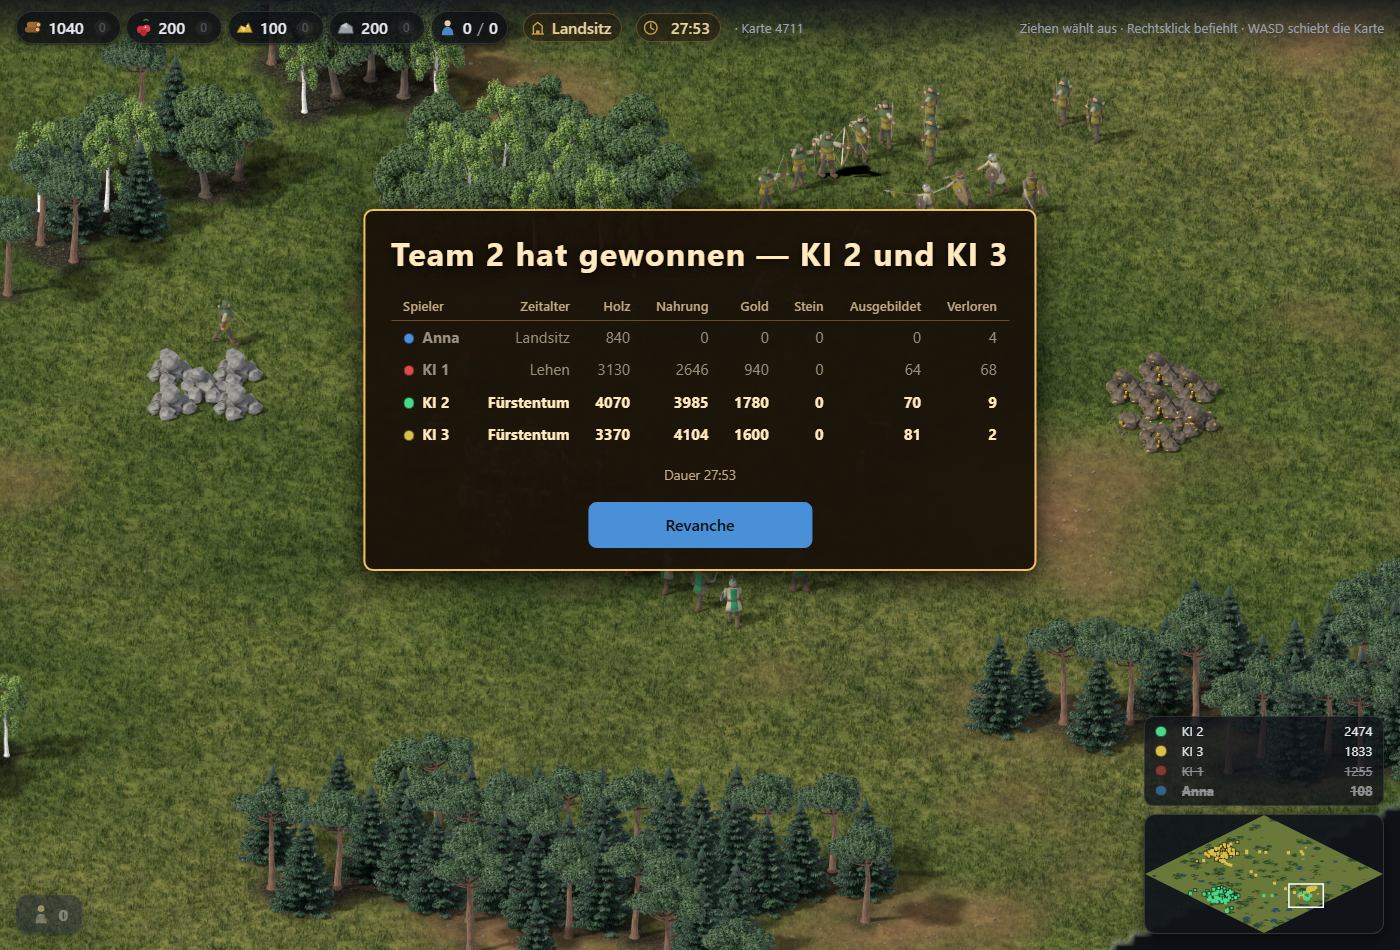 1040 0 200 0 100 0 200 0 0 / 0 Landsitz 27:53 · Karte 4711 Ziehen wählt aus · Rechtsklick befiehlt · WASD schiebt die Karte
Team 2 hat gewonnen — KI 2 und KI 3
Spieler Zeitalter Holz Nahrung Gold Stein Ausgebildet Verloren
Anna Landsitz 840 0 0 0 0 4
KI 1 Lehen 3130 2646 940 0 64 68
KI 2 Fürstentum 4070 3985 1780 0 70 9
KI 3 Fürstentum 3370 4104 1600 0 81 2
Dauer 27:53
Revanche
KI 2 2474
KI 3 1833
KI 1 1255
Anna 108
0